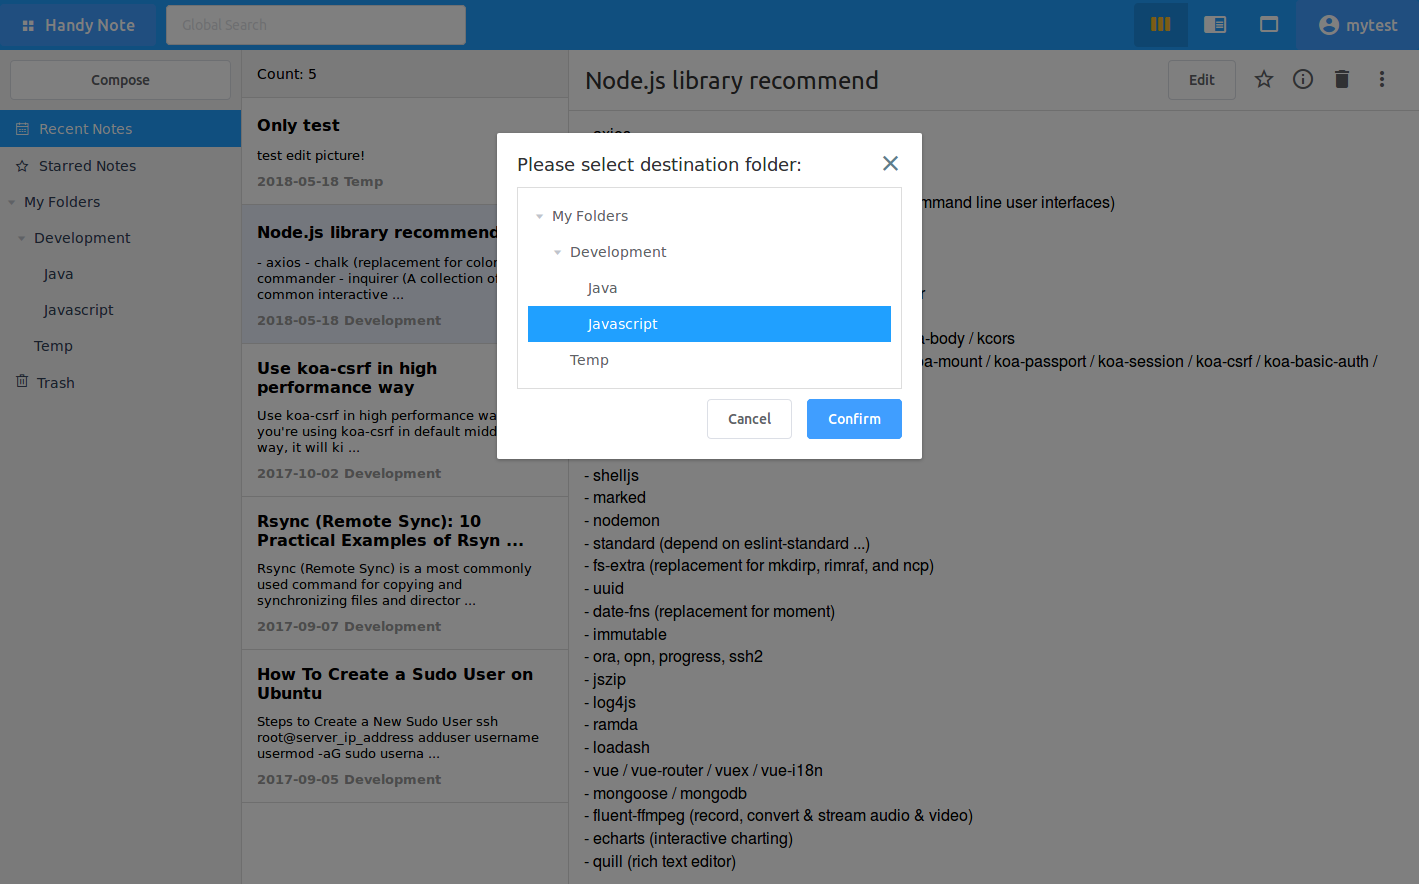 Handy Note
Global Search
mytest
Compose
Recent Notes
Starred Notes
My Folders
Development
Java
Javascript
Temp
Trash
Count: 5
Only test
test edit picture!
2018-05-18 Temp
Node.js library recommend
- axios - chalk (replacement for color
commander - inquirer (A collection of
common interactive ...
2018-05-18 Development
Use koa-csrf in high
performance way
Use koa-csrf in high performance wa
you're using koa-csrf in default midd
way, it will ki ...
2017-10-02 Development
Rsync (Remote Sync): 10
Practical Examples of Rsyn ...
Rsync (Remote Sync) is a most commonly
used command for copying and
synchronizing files and director ...
2017-09-07 Development
How To Create a Sudo User on
Ubuntu
Steps to Create a New Sudo User ssh
root@server_ip_address adduser username
usermod -aG sudo userna ...
2017-09-05 Development
Node.js library recommend
Edit
mmand line user interfaces)
-body / kcors
oa-mount / koa-passport / koa-session / koa-csrf / koa-basic-auth /
- shelljs
- marked
- nodemon
- standard (depend on eslint-standard ...)
- fs-extra (replacement for mkdirp, rimraf, and ncp)
- uuid
- date-fns (replacement for moment)
- immutable
- ora, opn, progress, ssh2
- jszip
- log4js
- ramda
- loadash
- vue / vue-router / vuex / vue-i18n
- mongoose / mongodb
- fluent-ffmpeg (record, convert & stream audio & video)
- echarts (interactive charting)
- quill (rich text editor)
Please select destination folder:
My Folders
Development
Java
Javascript
Temp
Cancel
Confirm